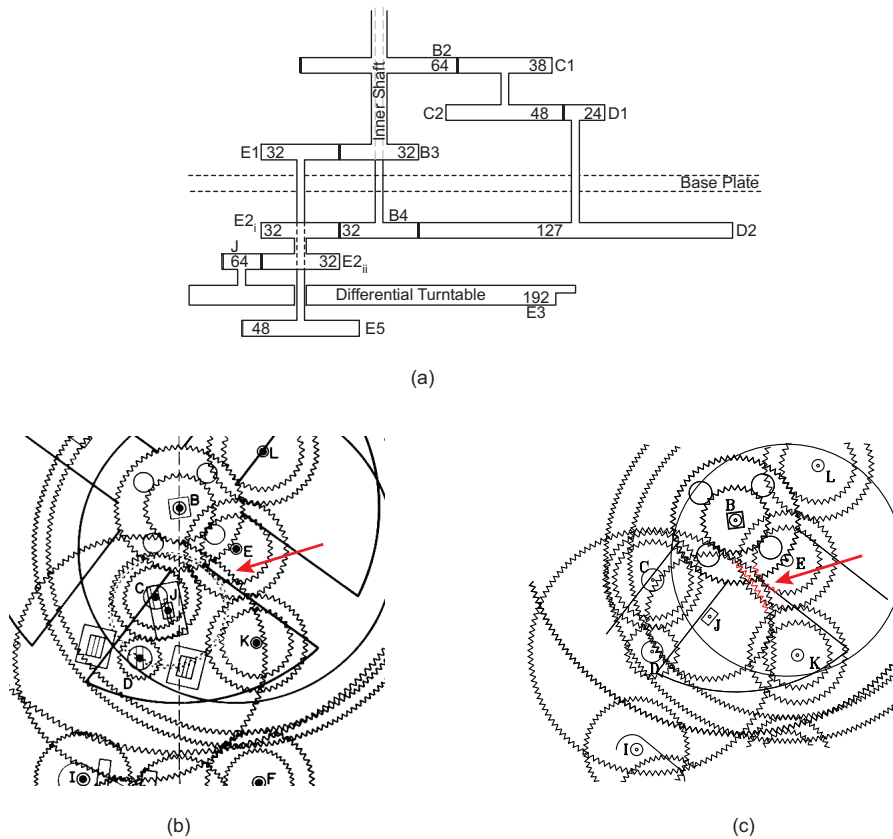 B2
64 38 C1
Inner Shaft
C2 48 24 D1
E1 32 32 B3
Base Plate
E2i 32 B4 32 127 D2
J 64 32 E2ii
Differential Turntable 192
E3
48 E5
(a)
L
B
E
C J
K
D
I F
(b)
L
B
E
C
J
K
D
I
(c)